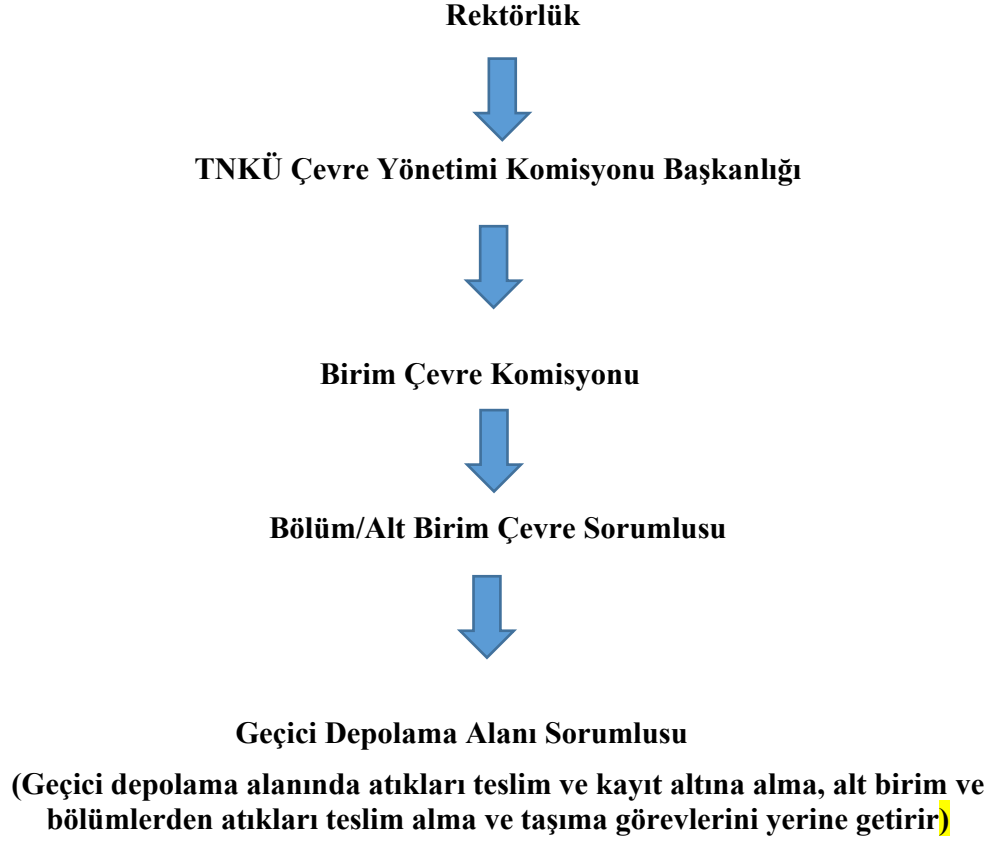 Rektörlük
TNKÜ Çevre Yönetimi Komisyonu Başkanlığı
Birim Çevre Komisyonu
Bölüm/Alt Birim Çevre Sorumlusu
Geçici Depolama Alanı Sorumlusu
(Geçici depolama alanında atıkları teslim ve kayıt altına alma, alt birim ve
bölümlerden atıkları teslim alma ve taşıma görevlerini yerine getirir)